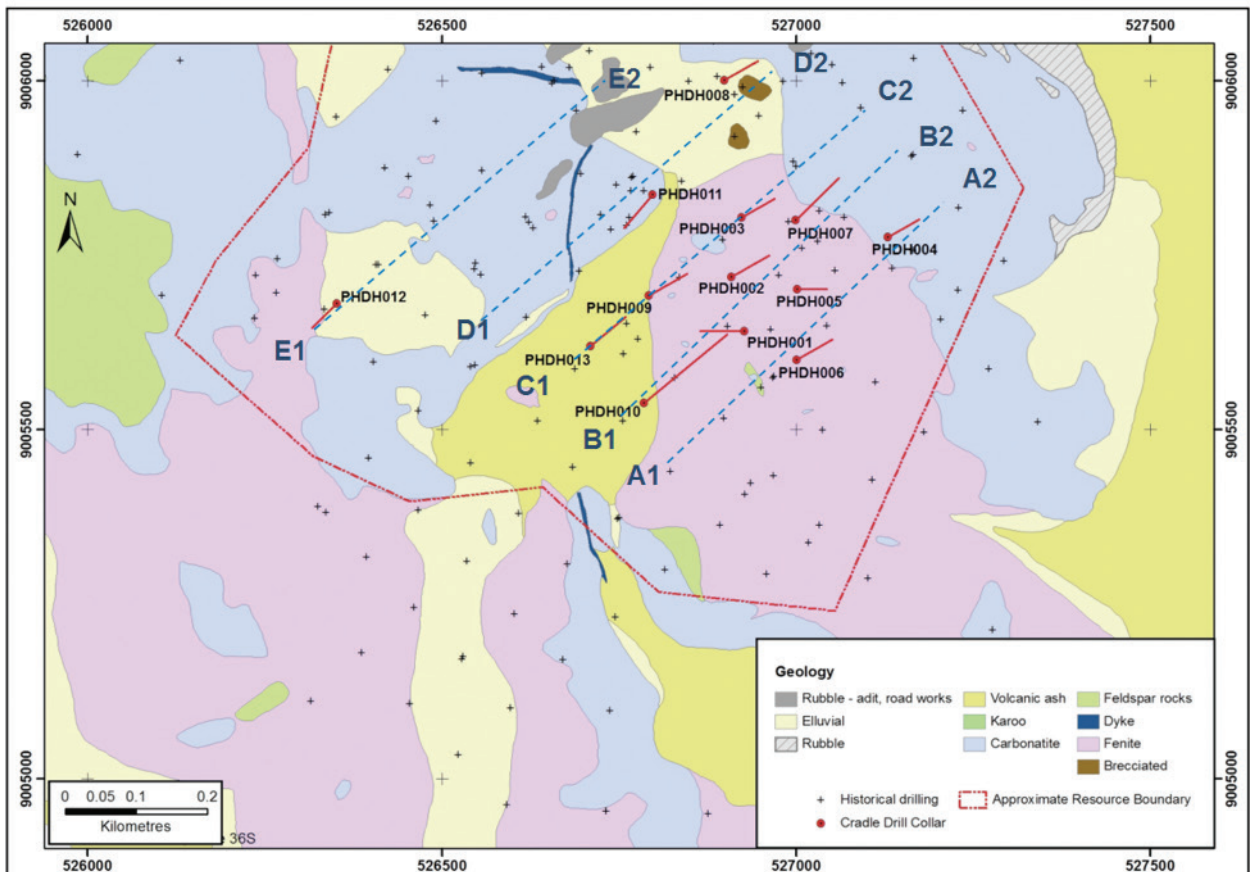 526000
526500
527000
527500
9006000
9006000
E2
D2
PHDH008
C2
B2
A2
N
PHDH011
PHDH003
PHDH007
PHDH004
PHDH002
PHDH005
PHDH012
PHDH009
E1
D1
PHDH001
PHDH013
PHDH006
C1
PHDH010
B1
A1
9005500
9005500
9005000
9005000
0 0.05 0.1 0.2
Kilometres
36S
Geology
Rubble - adit, road works
Volcanic ash
Feldspar rocks
Elluvial
Karoo
Dyke
Rubble
Carbonatite
Fenite
Brecciated
Historical drilling
Approximate Resource Boundary
Cradle Drill Collar
526000
526500
527000
527500